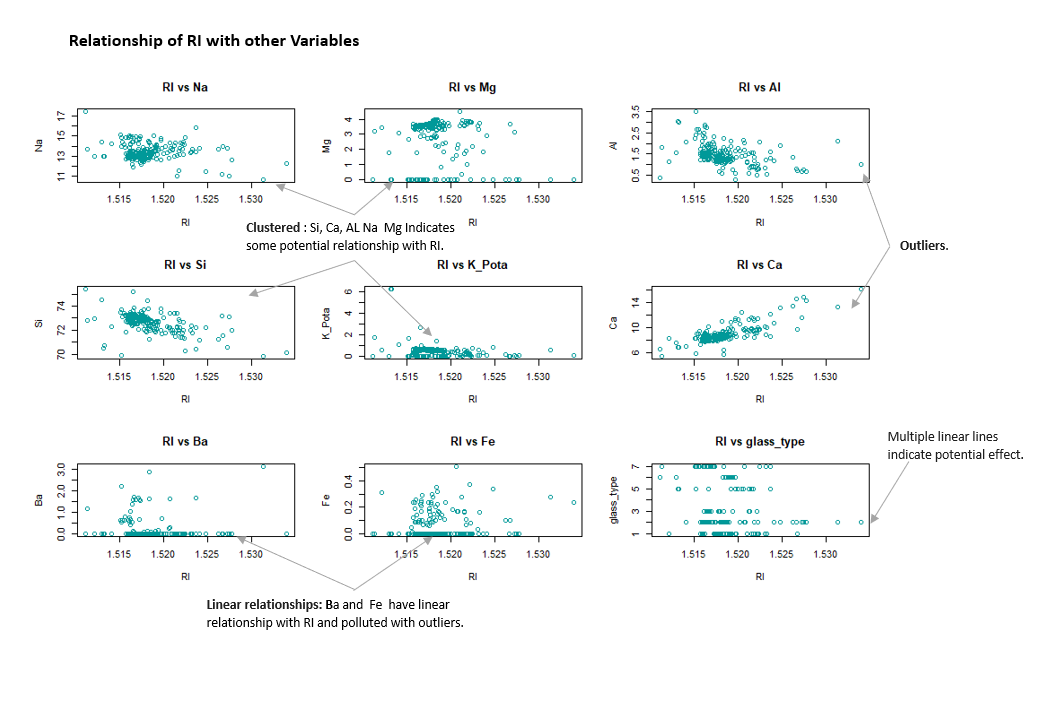 Relationship of RI with other Variables
RI vs Na
Na
11 13 15 17
1.515 1.520 1.525 1.530
RI
RI vs Mg
Mg
0 1 2 3 4
1.515 1.520 1.525 1.530
RI
RI vs Al
Al
0.5 1.5 2.5 3.5
1.515 1.520 1.525 1.530
RI
Clustered : Si, Ca, AL Na Mg Indicates
some potential relationship with RI.
Outliers.
RI vs Si
Si
70 72 74
1.515 1.520 1.525 1.530
RI
RI vs K_Pota
K_Pota
0 2 4 6
1.515 1.520 1.525 1.530
RI
RI vs Ca
Ca
6 10 14
1.515 1.520 1.525 1.530
RI
RI vs Ba
Ba
0.0 1.0 2.0 3.0
1.515 1.520 1.525 1.530
RI
RI vs Fe
Fe
0.0 0.2 0.4
1.515 1.520 1.525 1.530
RI
RI vs glass_type
glass_type
1 3 5 7
1.515 1.520 1.525 1.530
RI
Multiple linear lines
indicate potential effect.
Linear relationships: Ba and Fe have linear
relationship with RI and polluted with outliers.